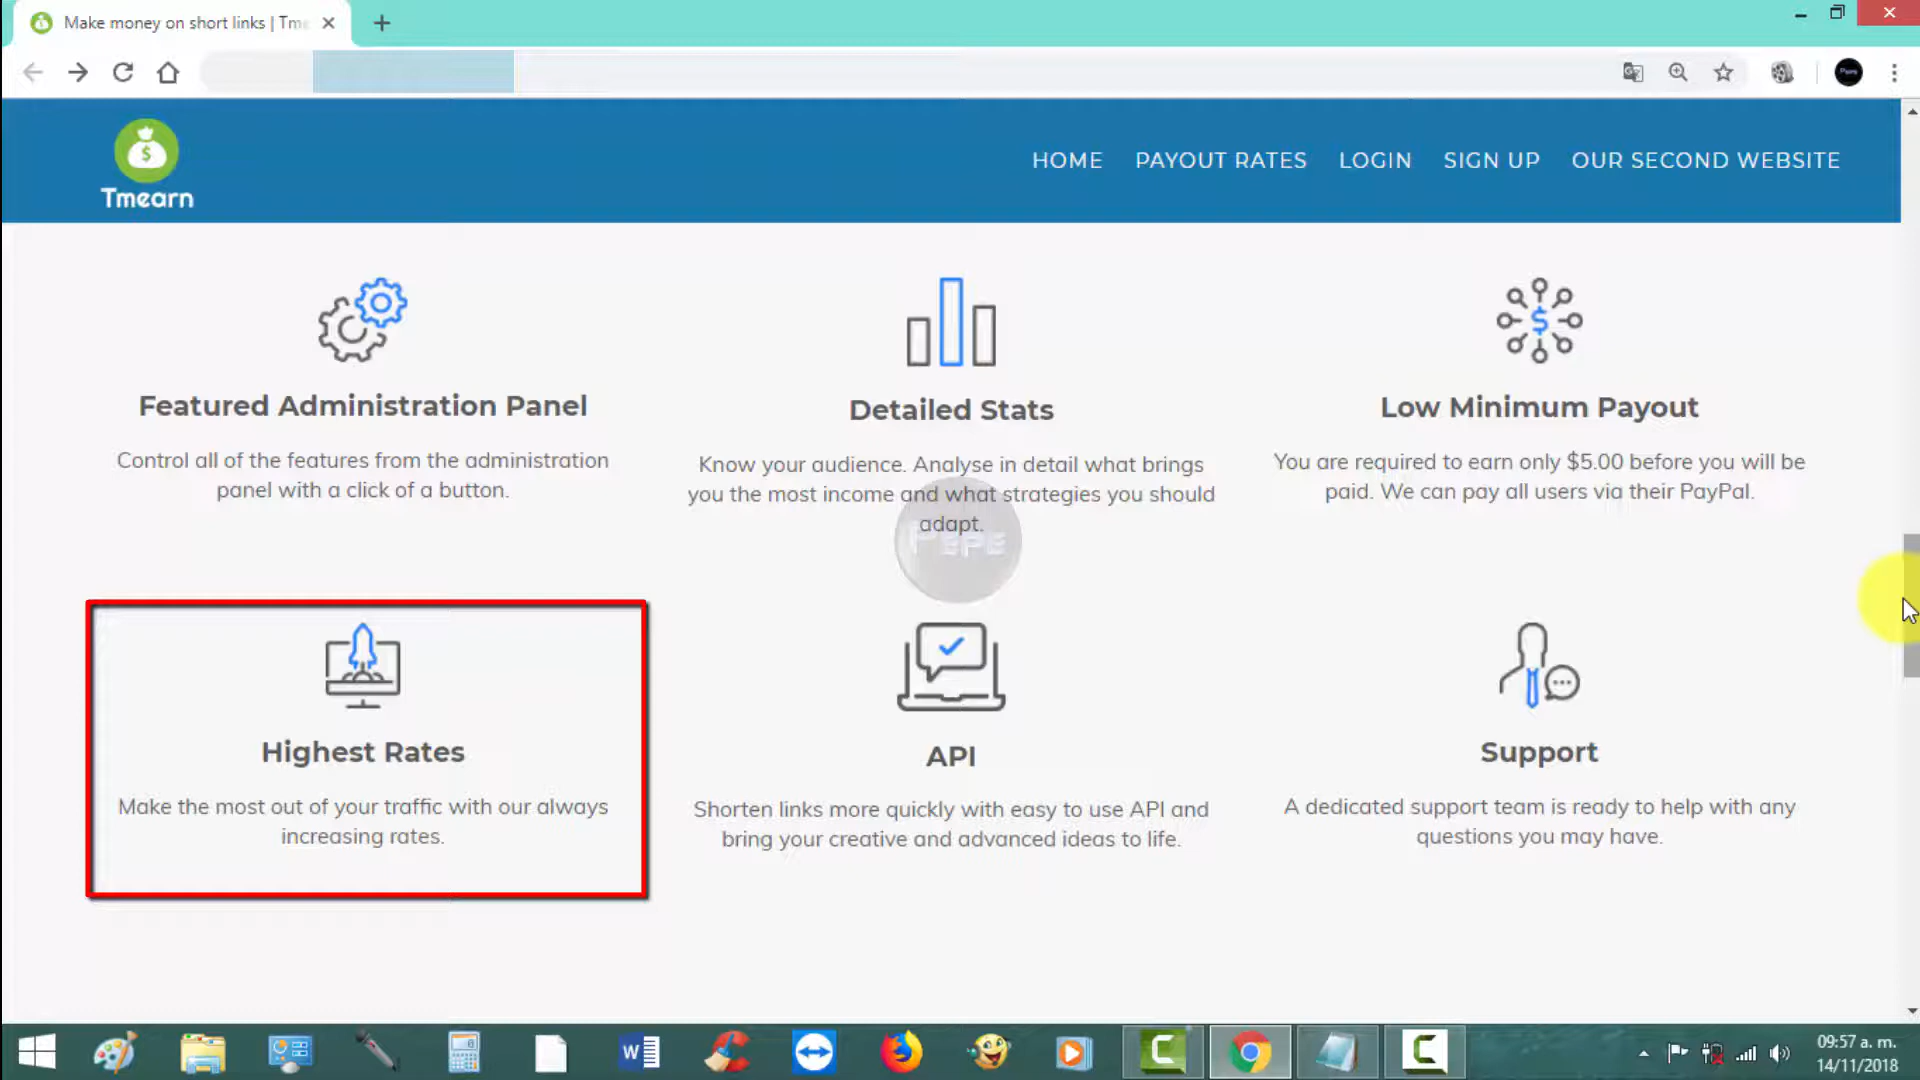 Make money on short links | Tme
HOME PAYOUT RATES LOGIN SIGN UP OUR SECOND WEBSITE
Tmearn
Featured Administration Panel
Control all of the features from the administration
panel with a click of a button.
Detailed Stats
Know your audience. Analyse in detail what brings
you the most income and what strategies you should
adapt.
PEPE
Low Minimum Payout
You are required to earn only $5.00 before you will be
paid. We can pay all users via their PayPal.
Highest Rates
Make the most out of your traffic with our always
increasing rates.
API
Shorten links more quickly with easy to use API and
bring your creative and advanced ideas to life.
Support
A dedicated support team is ready to help with any
questions you may have.
09:57 a. m.
14/11/2018